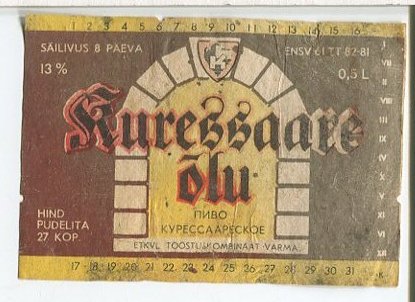 1 2 3 4 5 6 7 8 9 10 11 12 13 14 15 16
SÄILIVUS 8 PÄEVA
13 %
ENSV 61 TT 82-81
0,5 L
Kuressaare
õlu
ПИВО
КУРЕССААРЕСКОЕ
ETKVL TÖÖSTUSKOMBINAAT "VARMA"
HIND
PUDELITA
27 KOP.
17 - 18 - 19 20 21 22 23 24 25 26 27 28 29 30 31 K